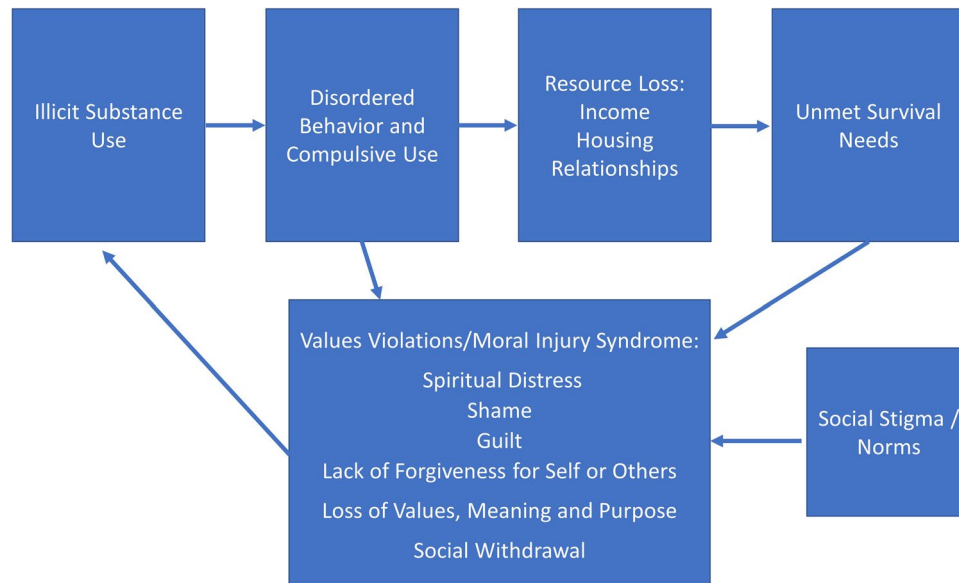 Illicit Substance
Use
Disordered
Behavior and
Compulsive Use
Resource Loss:
Income
Housing
Relationships
Unmet Survival
Needs
Values Violations/Moral Injury Syndrome:
Spiritual Distress
Shame
Guilt
Lack of Forgiveness for Self or Others
Loss of Values, Meaning and Purpose
Social Withdrawal
Social Stigma /
Norms